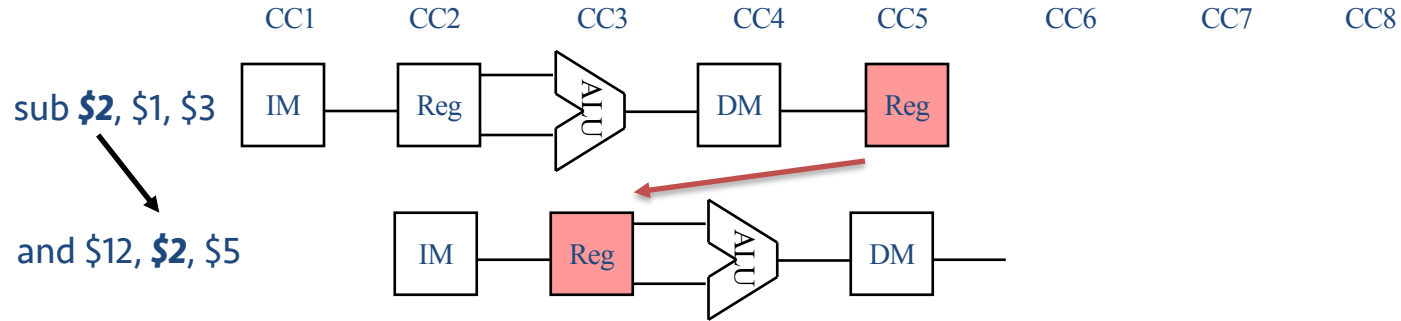 CC1 CC2 CC3 CC4 CC5 CC6 CC7 CC8
sub $2, $1, $3 IM Reg ALU DM Reg
and $12, $2, $5 IM Reg ALU DM